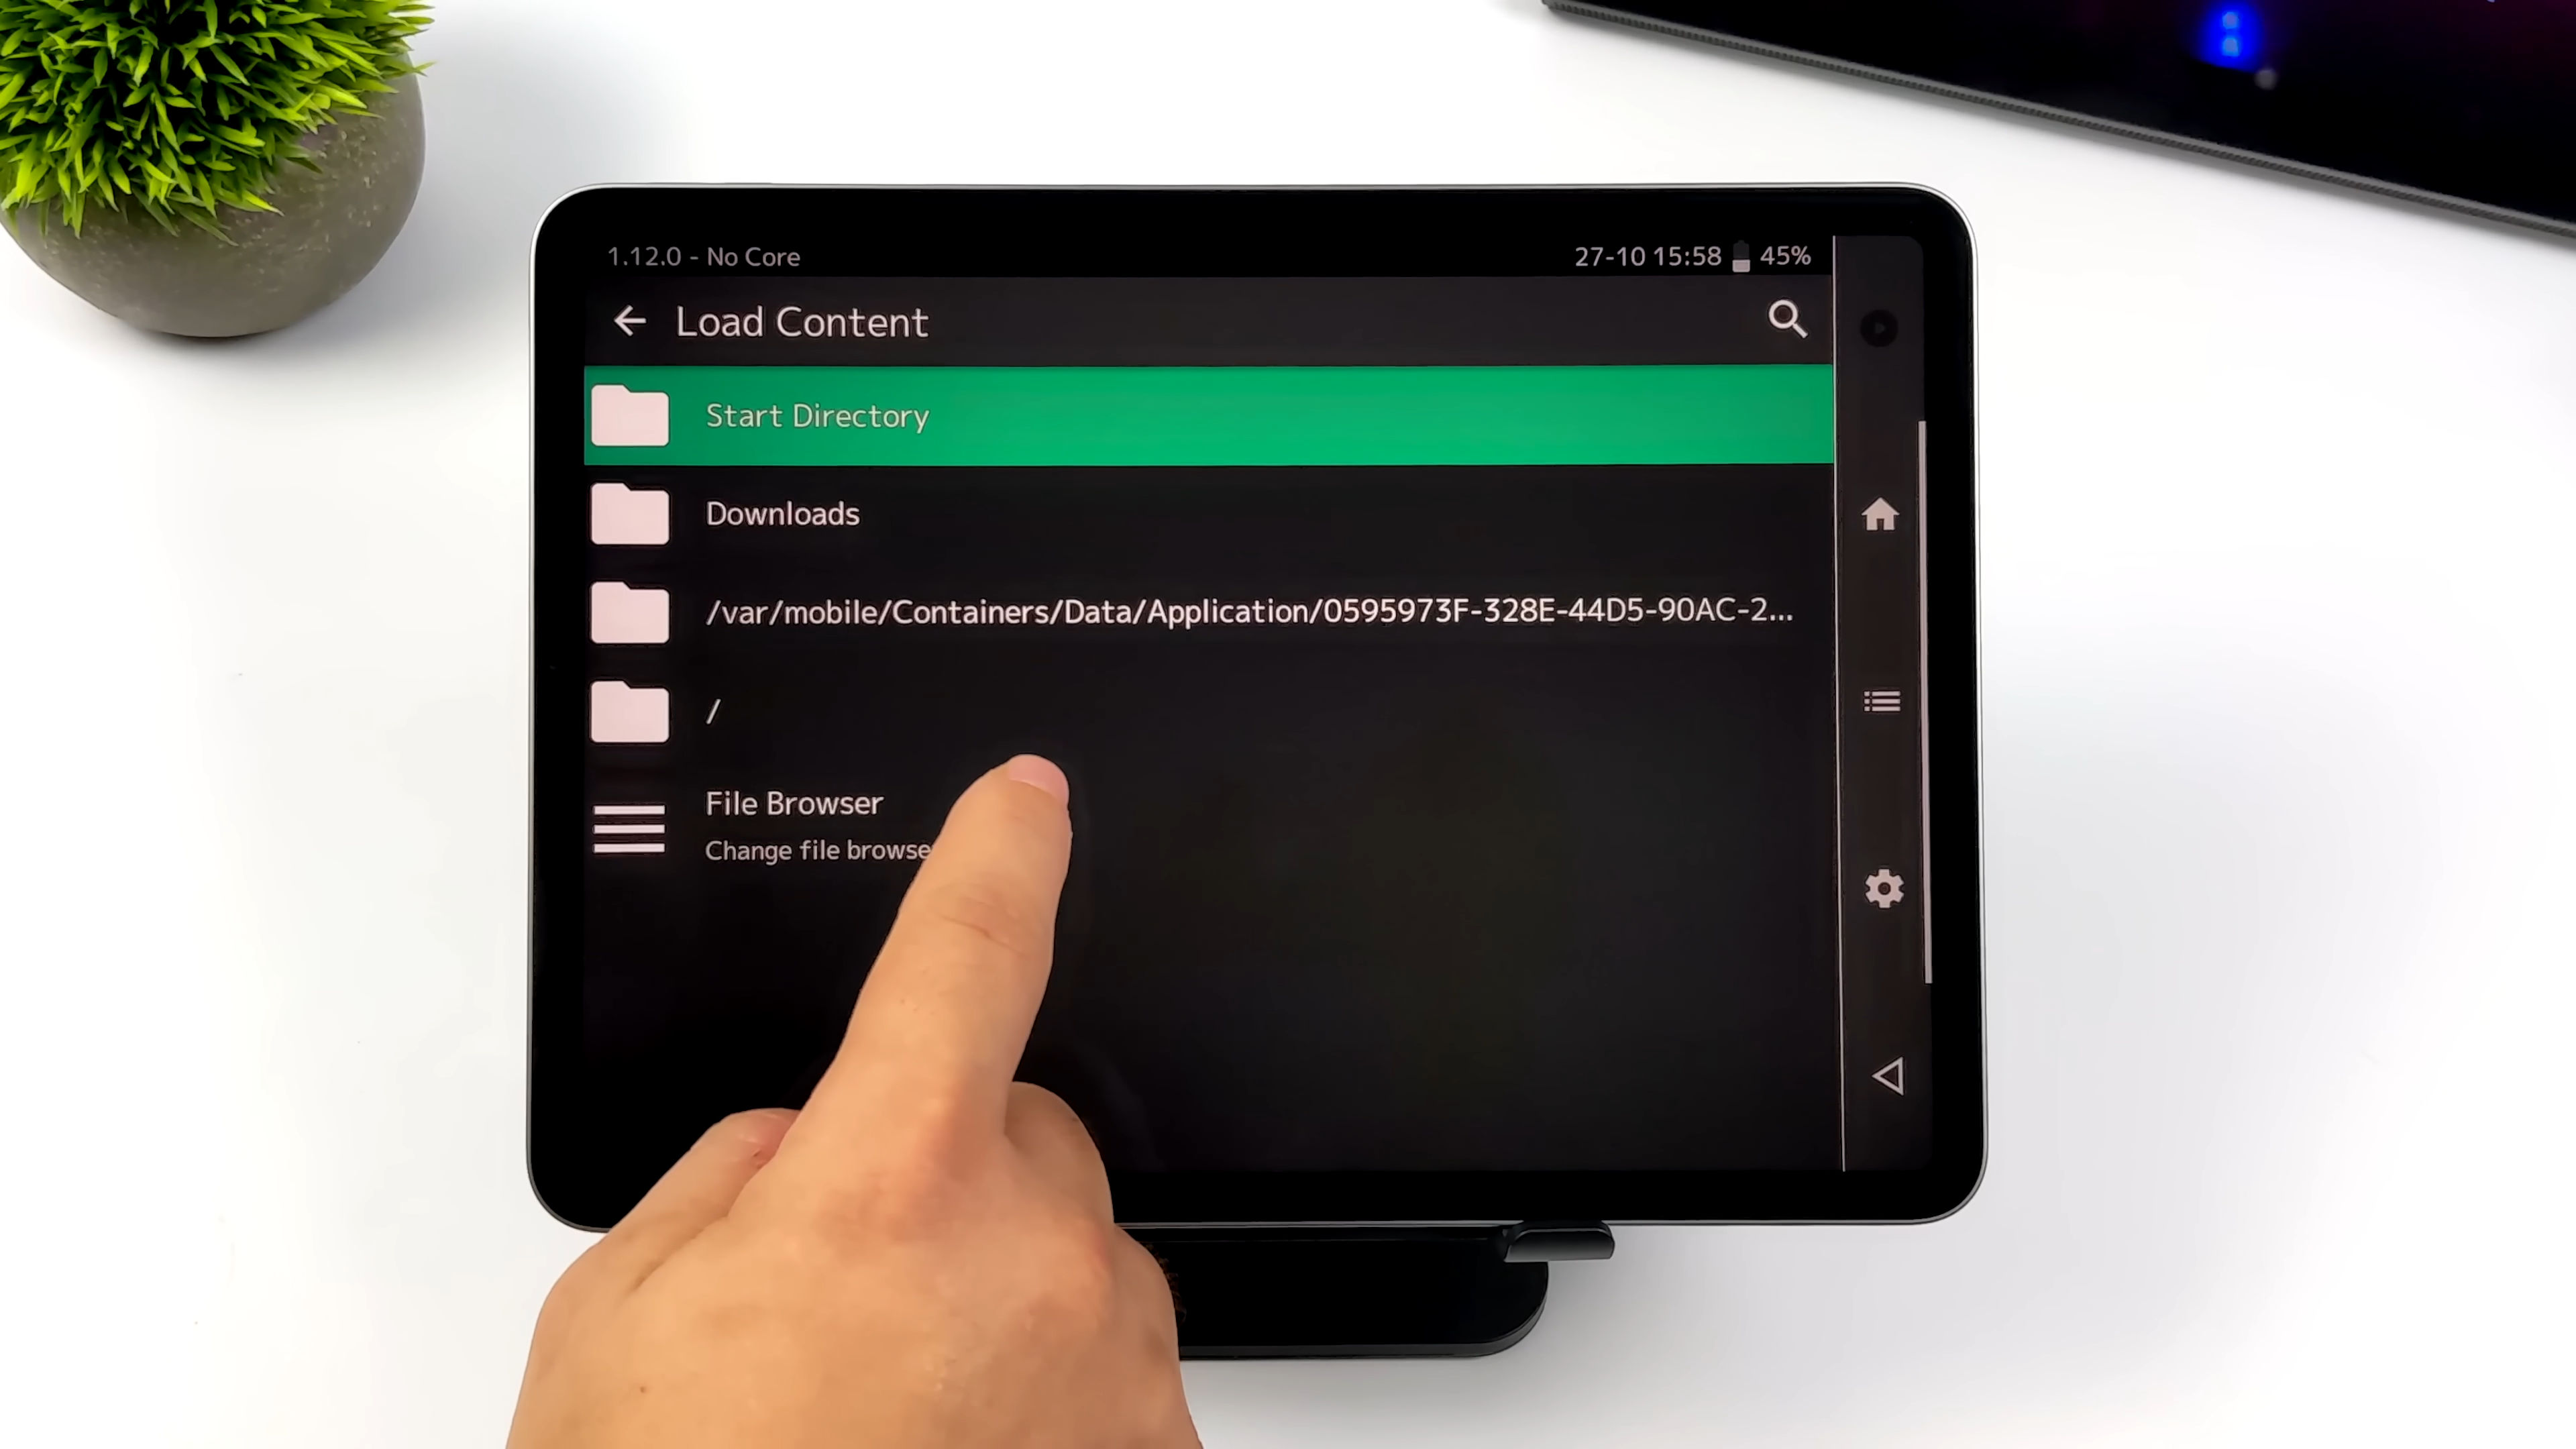 1.12.0 - No Core
27-10 15:58 45%
Load Content
Start Directory
Downloads
/var/mobile/Containers/Data/Application/0595973F-328E-44D5-90AC-2...
/
File Browser
Change file browse